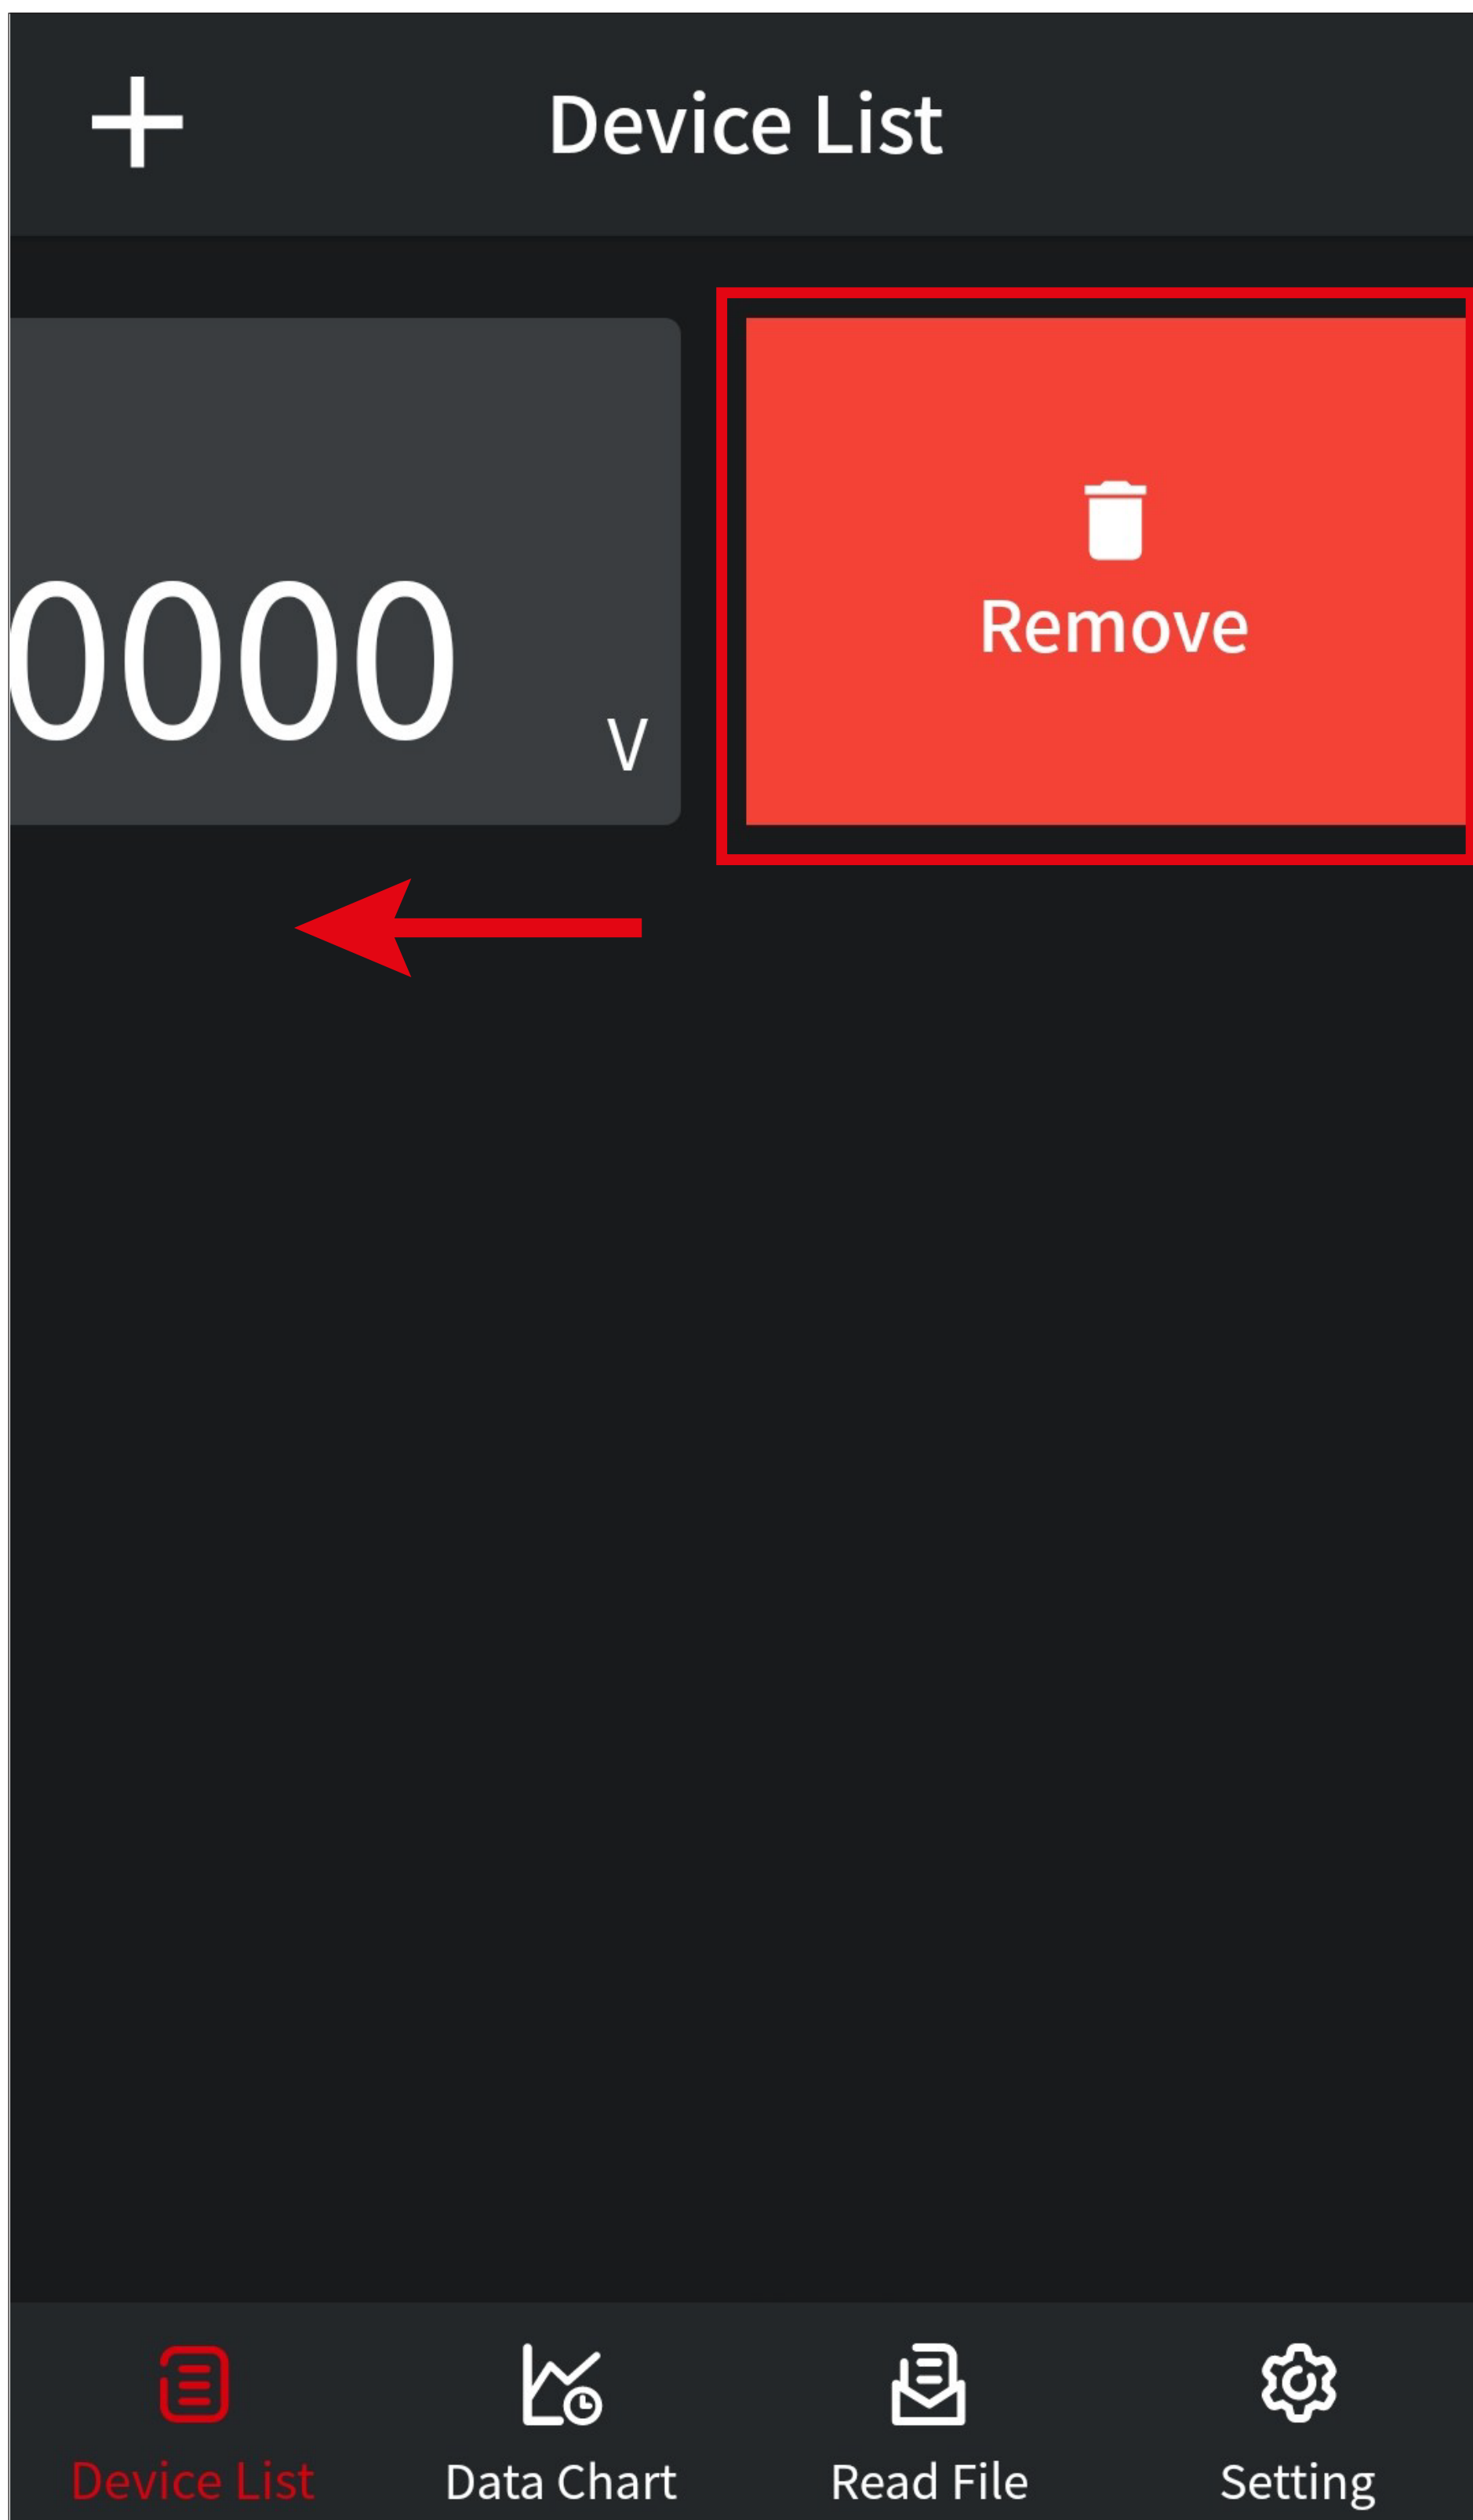 Device List
0000
V
Remove
Device List
Data Chart
Read File
Setting